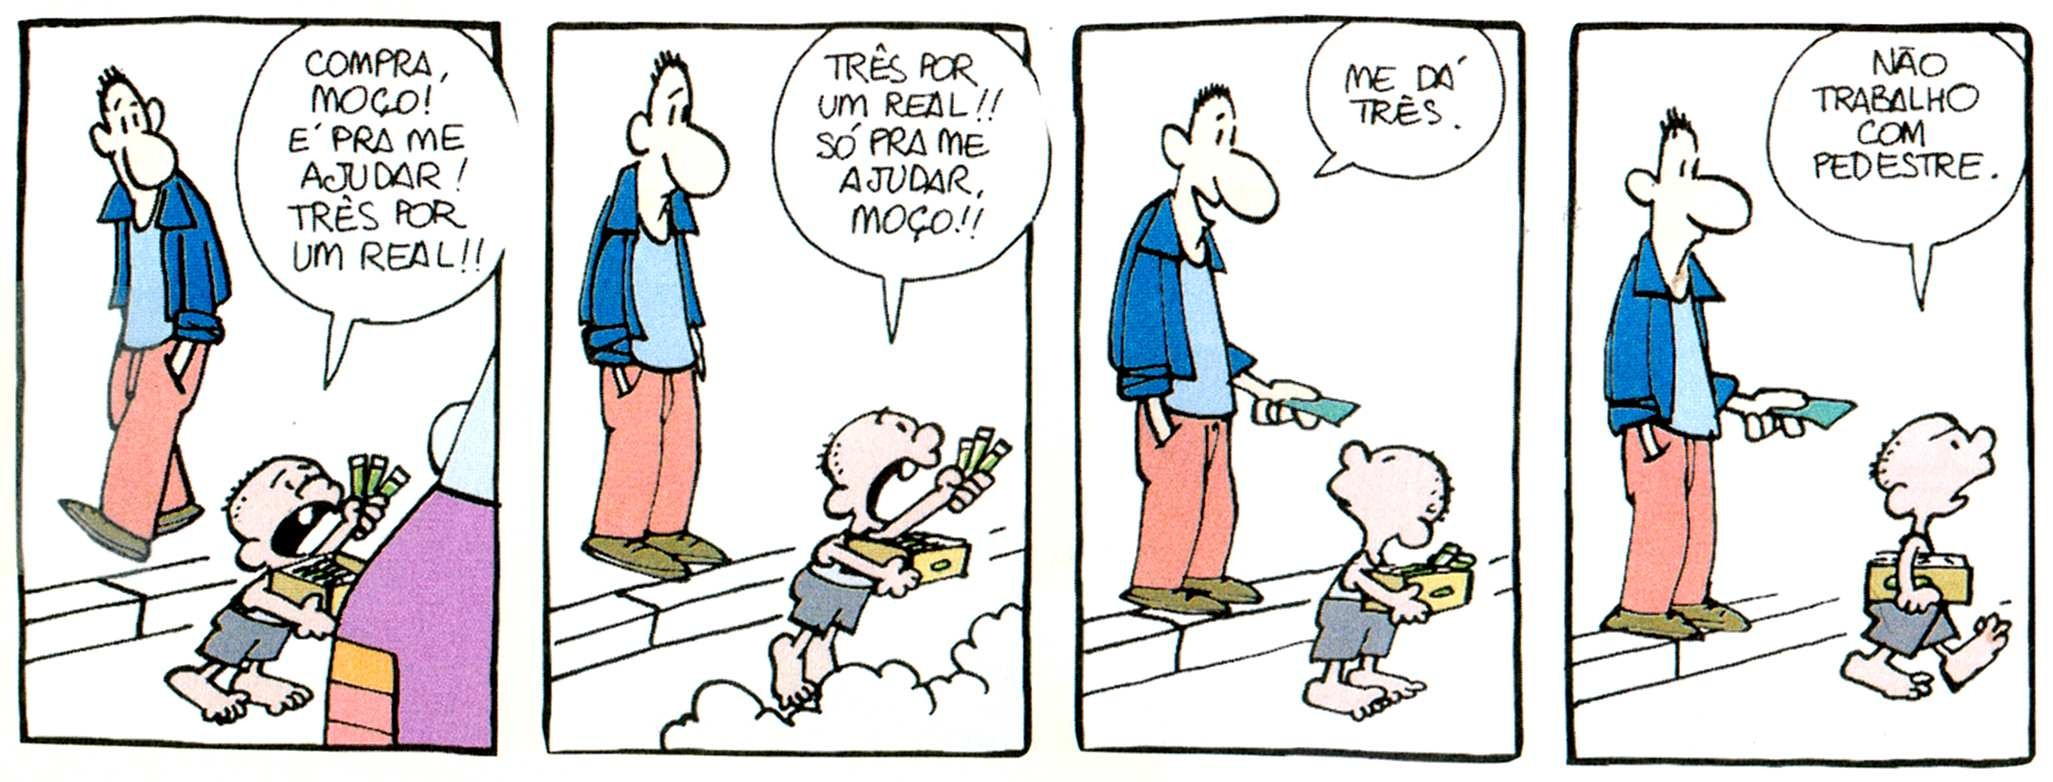 COMPRA,
MOÇO!
E' PRA ME
AJUDAR!
TRÊS POR
UM REAL!!
TRÊS POR
UM REAL!!
SÓ PRA ME
AJUDAR,
MOÇO!!
ME DÁ
TRÊS.
NÃO
TRABALHO
COM
PEDESTRE.